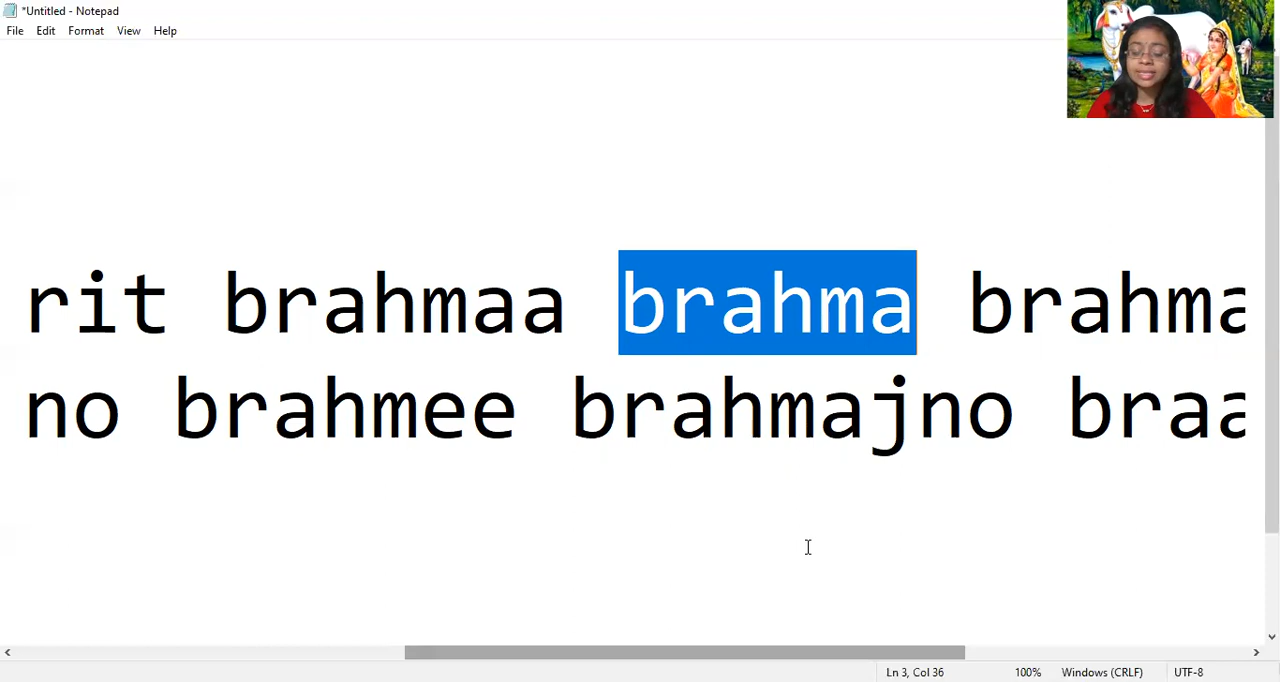 *Untitled - Notepad
File Edit Format View Help
rit brahmaa brahma brahma
no brahmee brahmajno braa
Ln 3, Col 36 100% Windows (CRLF) UTF-8